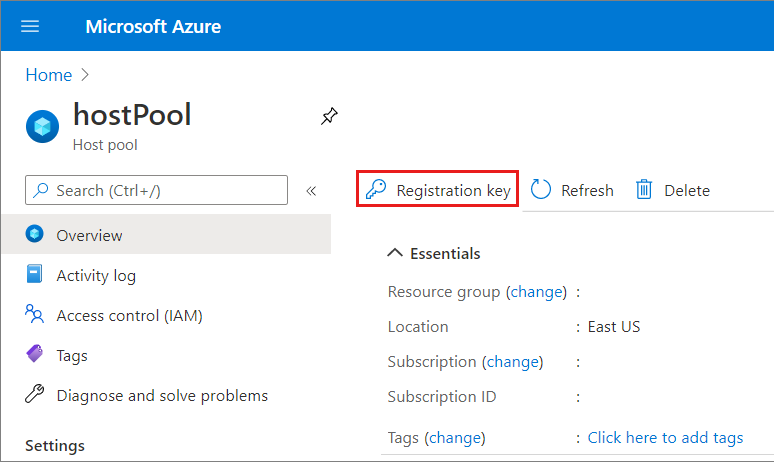 Microsoft Azure
Home
hostPool
Host pool
Search (Ctrl+/)
«
Registration key
Refresh
Delete
Overview
Activity log
Access control (IAM)
Tags
Diagnose and solve problems
Settings
Essentials
Resource group (change) :
Location : East US
Subscription (change) :
Subscription ID :
Tags (change) : Click here to add tags